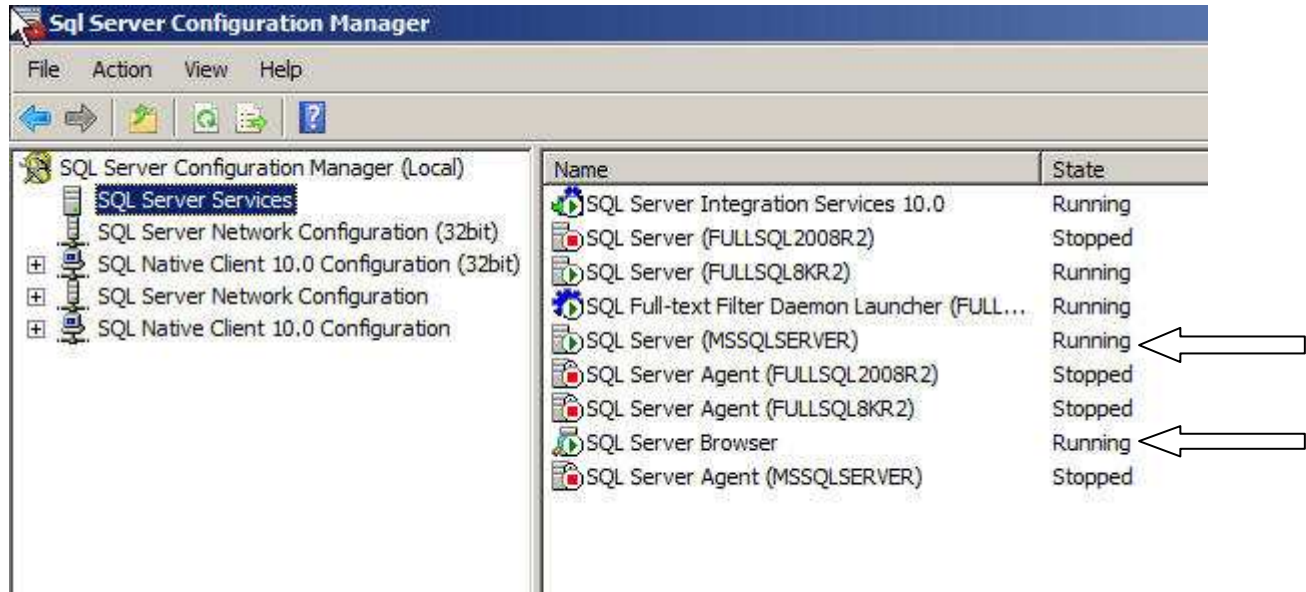 Sql Server Configuration Manager
File Action View Help
SQL Server Configuration Manager (Local)
SQL Server Services
SQL Server Network Configuration (32bit)
SQL Native Client 10.0 Configuration (32bit)
SQL Server Network Configuration
SQL Native Client 10.0 Configuration
Name State
SQL Server Integration Services 10.0 Running
SQL Server (FULLSQL2008R2) Stopped
SQL Server (FULLSQL8KR2) Running
SQL Full-text Filter Daemon Launcher (FULL... Running
SQL Server (MSSQLSERVER) Running
SQL Server Agent (FULLSQL2008R2) Stopped
SQL Server Agent (FULLSQL8KR2) Stopped
SQL Server Browser Running
SQL Server Agent (MSSQLSERVER) Stopped